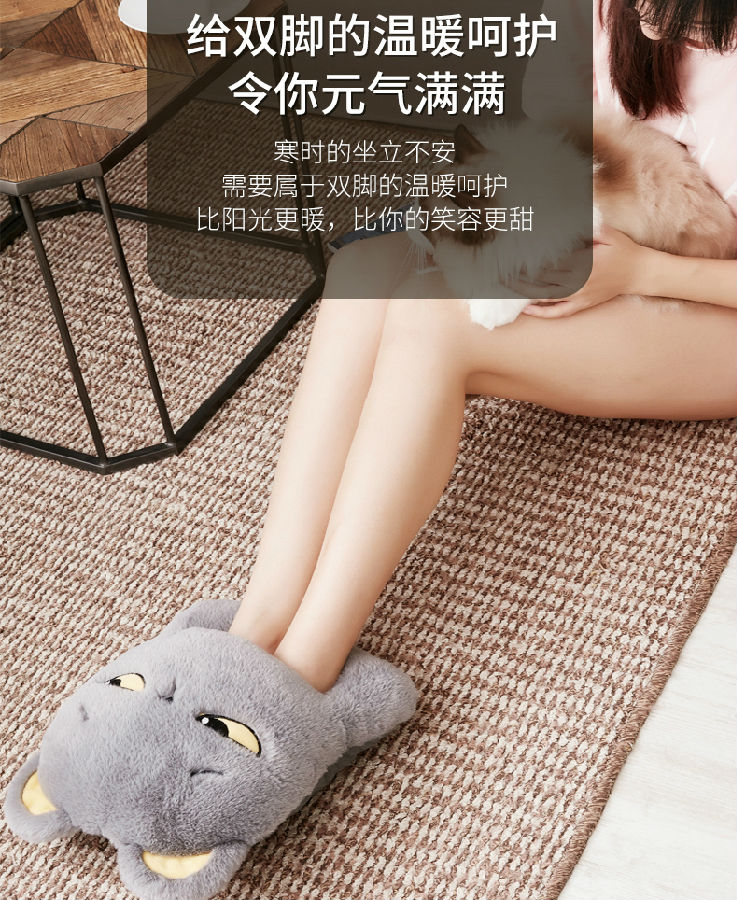 给双脚的温暖呵护
令你元气满满
寒时的坐立不安
需要属于双脚的温暖呵护
比阳光更暖，比你的笑容更甜